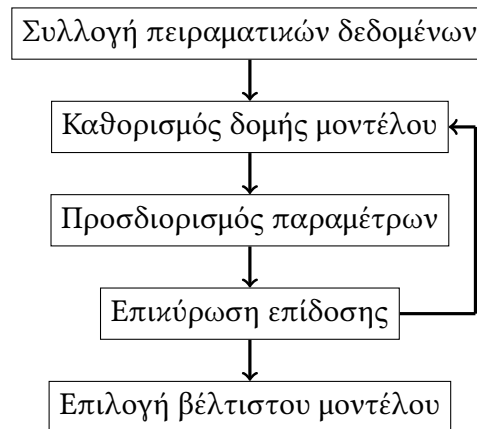 Συλλογή πειραματικών δεδομένων
Καθορισμός δομής μοντέλου
Προσδιορισμός παραμέτρων
Επικύρωση επίδοσης
Επιλογή βέλτιστου μοντέλου